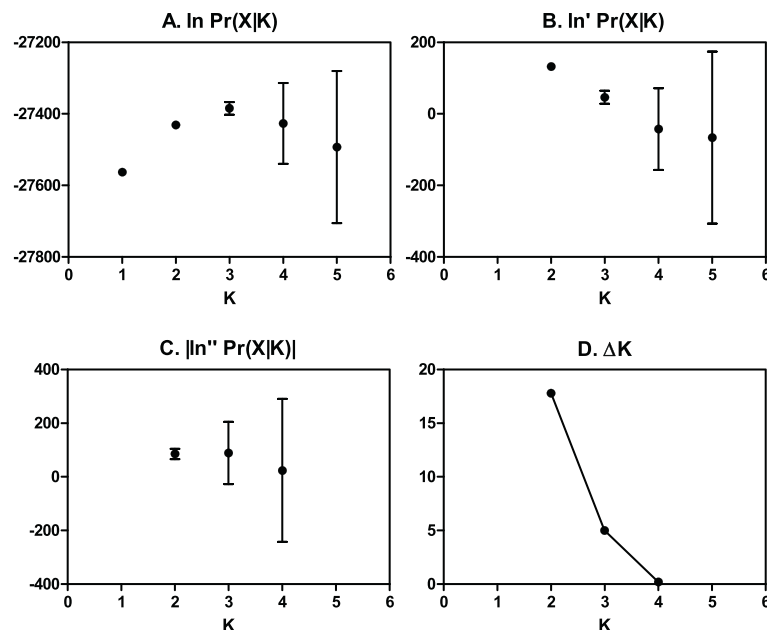 A. ln Pr(X|K)
-27200
-27400
-27600
-27800
0 1 2 3 4 5 6
K
B. ln' Pr(X|K)
200
0
-200
-400
0 1 2 3 4 5 6
K
C. |ln'' Pr(X|K)|
400
200
0
-200
-400
0 1 2 3 4 5 6
K
D. ΔK
20
15
10
5
0
0 1 2 3 4 5 6
K